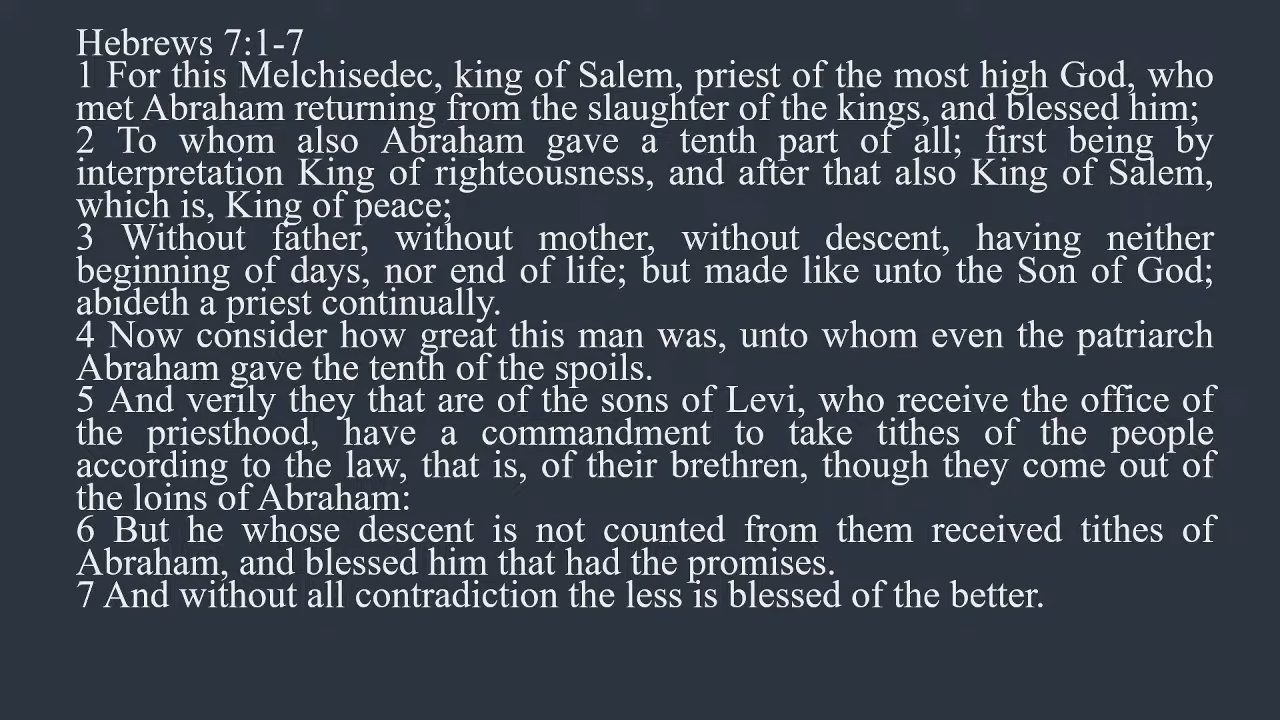 Hebrews 7:1-7
1 For this Melchisedec, king of Salem, priest of the most high God, who
met Abraham returning from the slaughter of the kings, and blessed him;
2 To whom also Abraham gave a tenth part of all; first being by
interpretation King of righteousness, and after that also King of Salem,
which is, King of peace;
3 Without father, without mother, without descent, having neither
beginning of days, nor end of life; but made like unto the Son of God;
abideth a priest continually.
4 Now consider how great this man was, unto whom even the patriarch
Abraham gave the tenth of the spoils.
5 And verily they that are of the sons of Levi, who receive the office of
the priesthood, have a commandment to take tithes of the people
according to the law, that is, of their brethren, though they come out of
the loins of Abraham:
6 But he whose descent is not counted from them received tithes of
Abraham, and blessed him that had the promises.
7 And without all contradiction the less is blessed of the better.